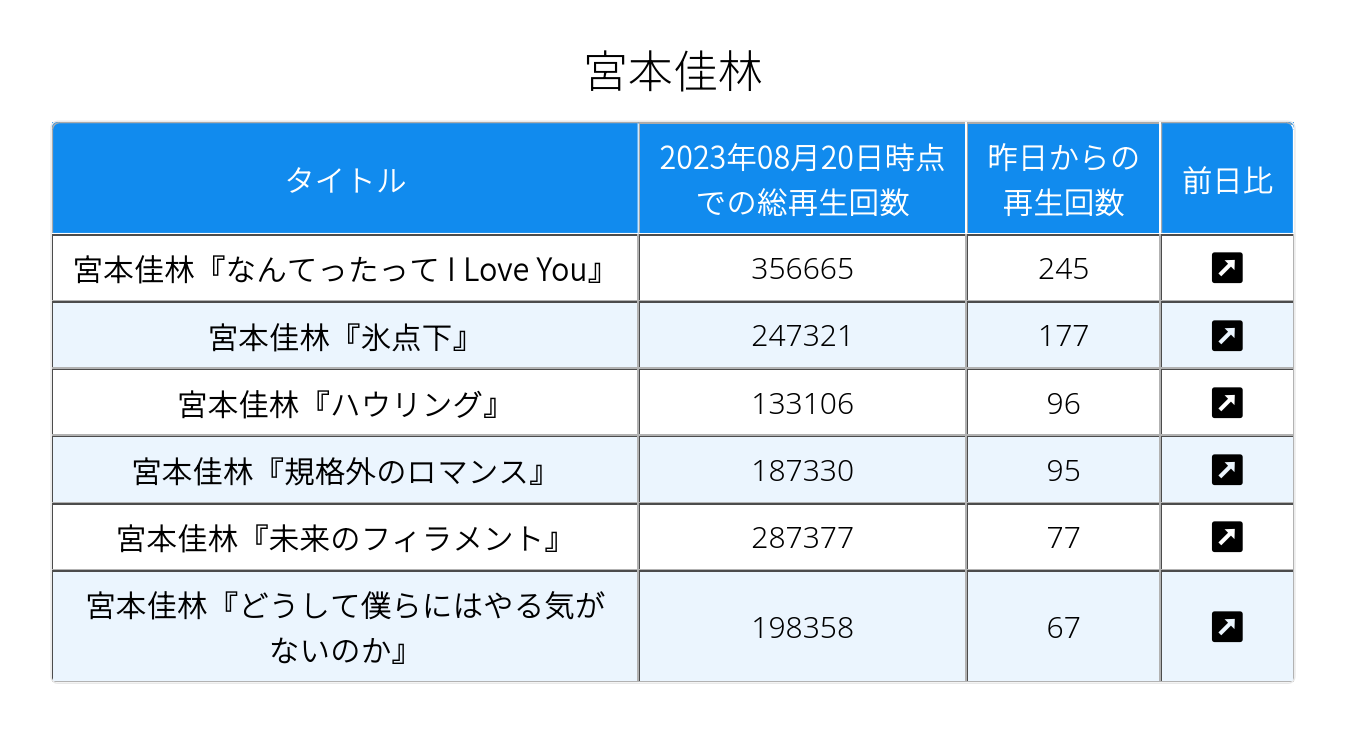 宮本佳林
タイトル
2023年08月20日時点
での総再生回数
昨日からの
再生回数
前日比
宮本佳林『なんてったって I Love You』
356665
245
宮本佳林『氷点下』
247321
177
宮本佳林『ハウリング』
133106
96
宮本佳林『規格外のロマンス』
187330
95
宮本佳林『未来のフィラメント』
287377
77
宮本佳林『どうして僕らにはやる気が
ないのか』
198358
67